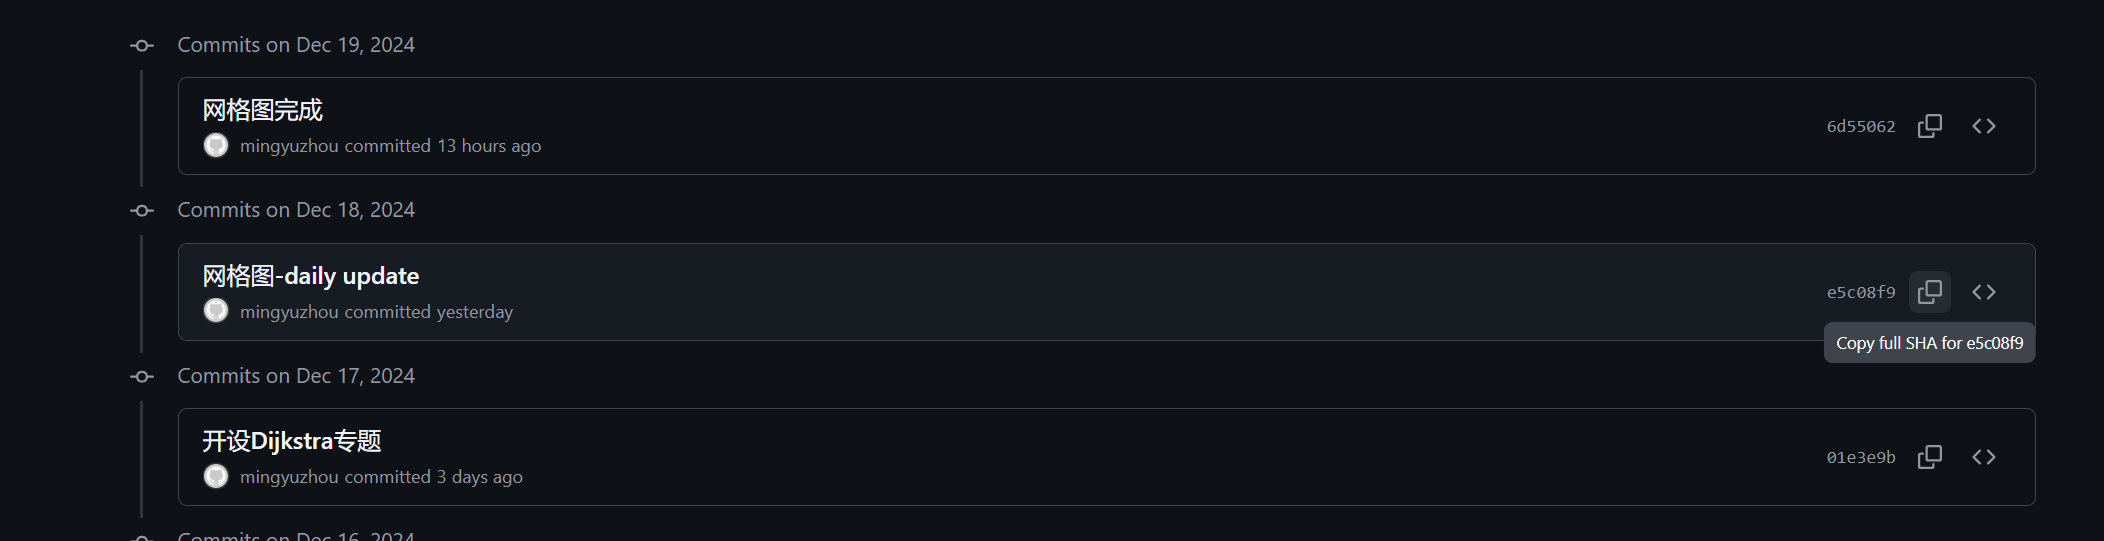 Commits on Dec 19, 2024
网格图完成
mingyuzhou committed 13 hours ago
6d55062
Commits on Dec 18, 2024
网格图-daily update
mingyuzhou committed yesterday
e5c08f9
Copy full SHA for e5c08f9
Commits on Dec 17, 2024
开设Dijkstra专题
mingyuzhou committed 3 days ago
01e3e9b
Commits on Dec 16, 2024